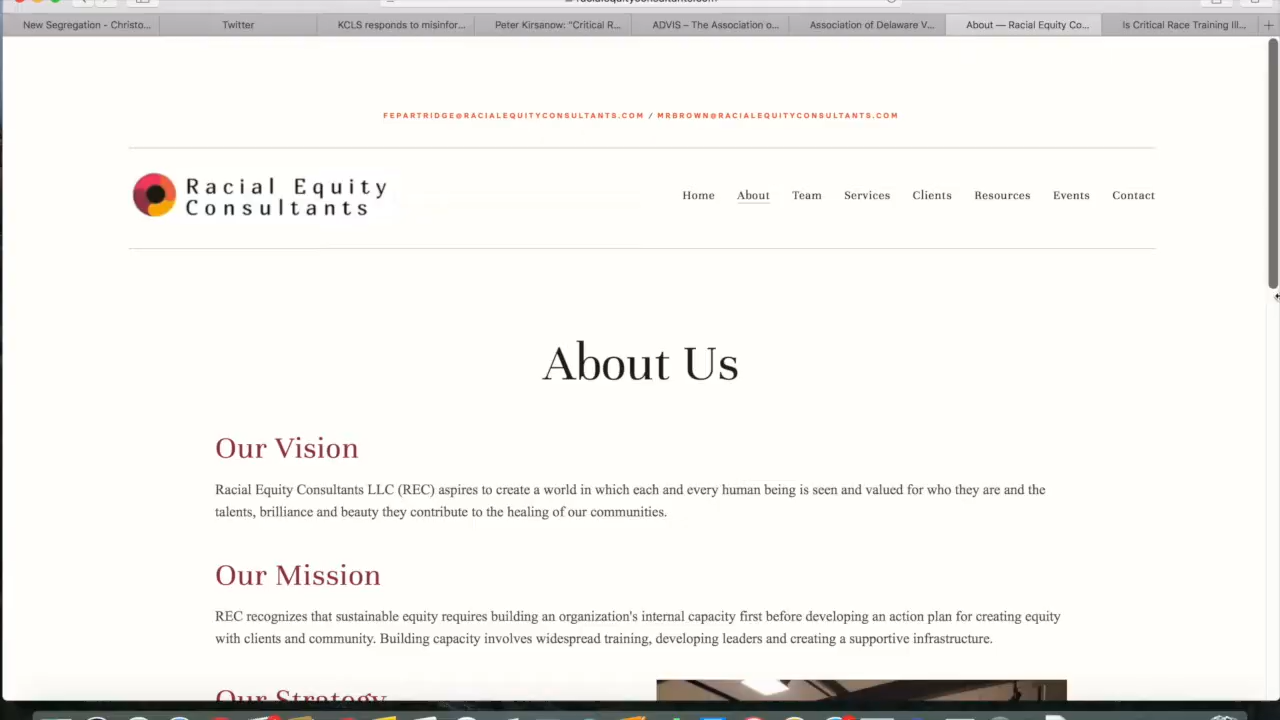 racialequityconsultants.com
New Segregation - Christo...
Twitter
KCLS responds to misinfor...
Peter Kirsanow: "Critical R...
ADVIS – The Association o...
Association of Delaware V...
About — Racial Equity Co...
Is Critical Race Training Ill...
FEPARTRIDGE@RACIALEQUITYCONSULTANTS.COM / MRBROWN@RACIALEQUITYCONSULTANTS.COM
Racial Equity
Consultants
Home About Team Services Clients Resources Events Contact
About Us
Our Vision
Racial Equity Consultants LLC (REC) aspires to create a world in which each and every human being is seen and valued for who they are and the
talents, brilliance and beauty they contribute to the healing of our communities.
Our Mission
REC recognizes that sustainable equity requires building an organization's internal capacity first before developing an action plan for creating equity
with clients and community. Building capacity involves widespread training, developing leaders and creating a supportive infrastructure.
Our Strategy